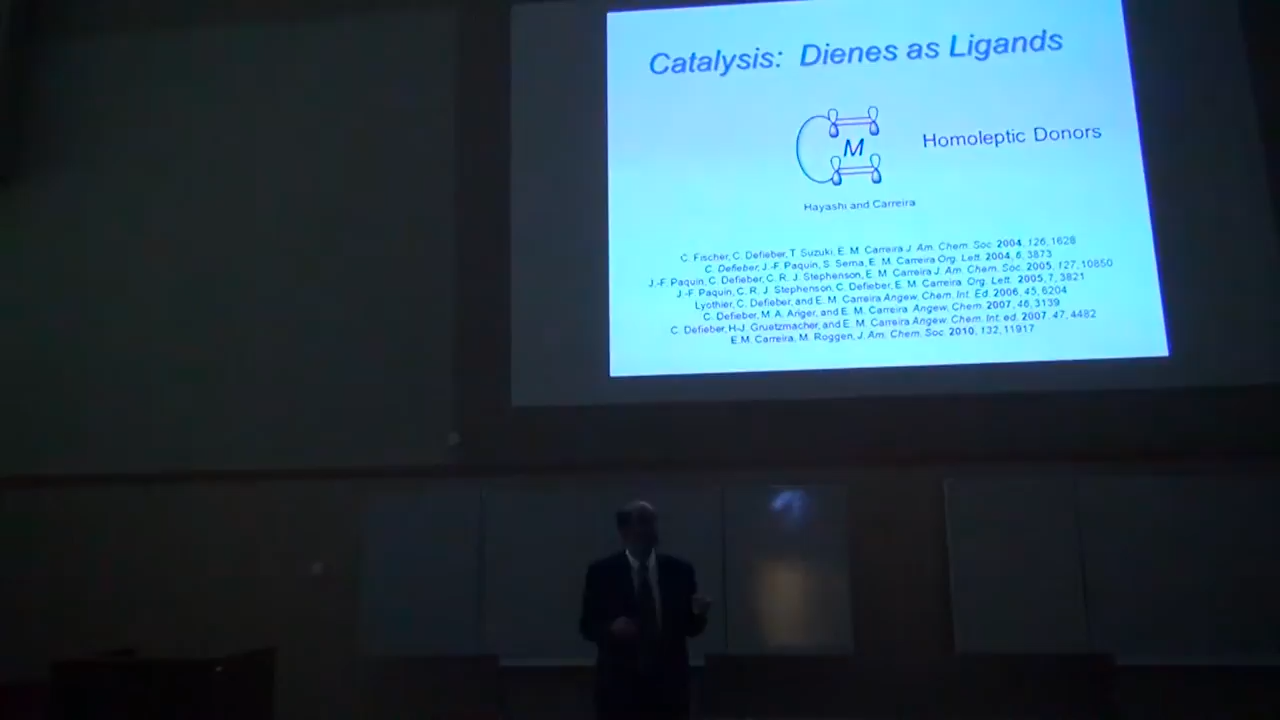 Catalysis: Dienes as Ligands
M
Homoleptic Donors
Hayashi and Carreira
C. Fischer, C. Defieber, T. Suzuki, E. M. Carreira J. Am. Chem. Soc. 2004, 126, 1628
C. Defieber, J.-F. Paquin, S. Serna, E. M. Carreira Org. Lett. 2004, 6, 3873
J.-F. Paquin, C. Defieber, C. R. J. Stephenson, E. M. Carreira J. Am. Chem. Soc. 2005, 127, 10850
J.-F. Paquin, C. R. J. Stephenson, C. Defieber, E. M. Carreira Org. Lett. 2005, 7, 3821
Lyothier, C. Defieber, and E. M. Carreira Angew. Chem. Int. Ed. 2006, 45, 6204
C. Defieber, M. A. Ariger, and E. M. Carreira Angew. Chem. 2007, 46, 3139
C. Defieber, H-J. Gruetzmacher, and E. M. Carreira Angew. Chem. Int. ed. 2007. 47, 4482
E.M. Carreira, M. Roggen, J. Am. Chem. Soc. 2010, 132, 11917